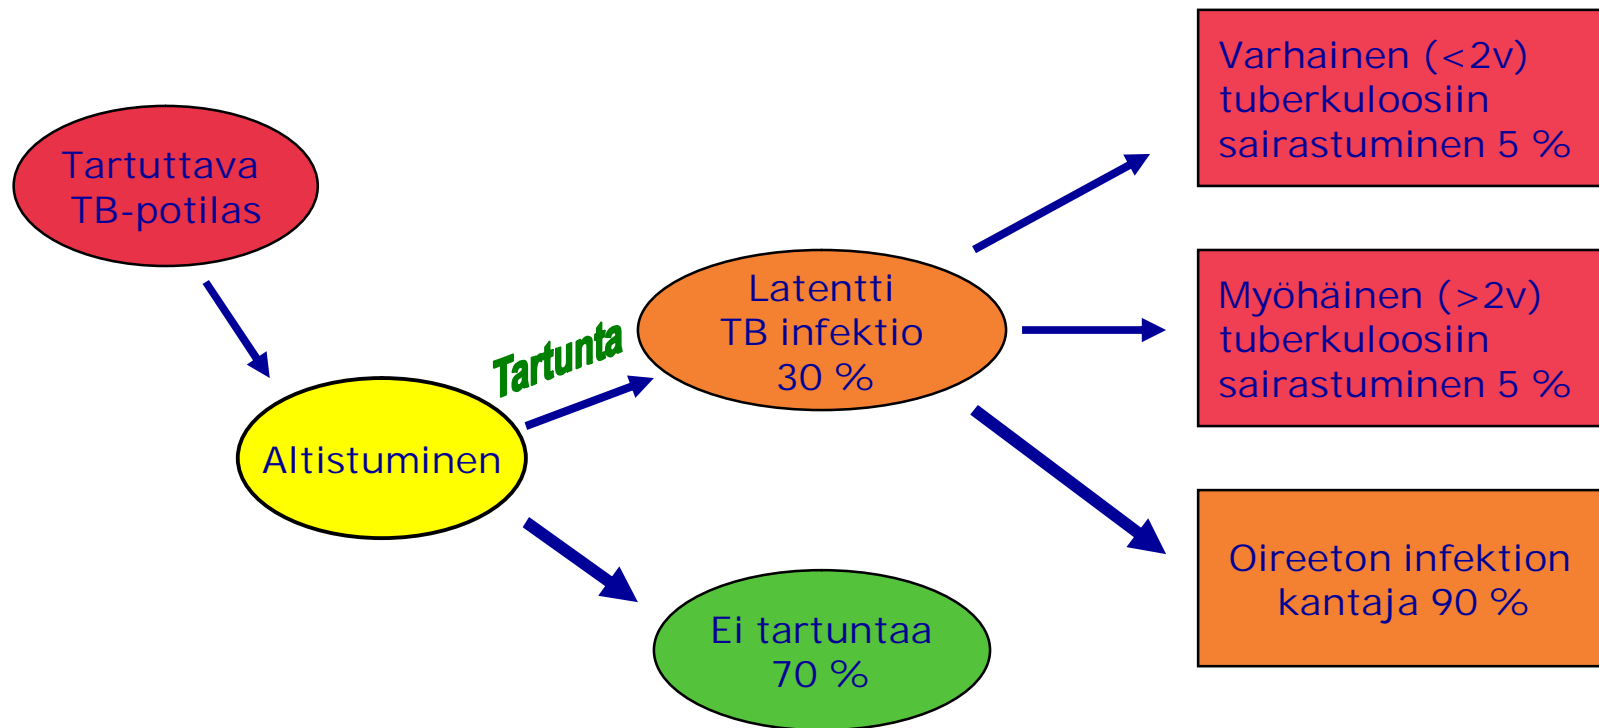 Tartuttava
TB-potilas
Altistuminen
Tartunta
Latentti
TB infektio
30 %
Ei tartuntaa
70 %
Varhainen (<2v)
tuberkuloosiin
sairastuminen 5 %
Myöhäinen (>2v)
tuberkuloosiin
sairastuminen 5 %
Oireeton infektion
kantaja 90 %